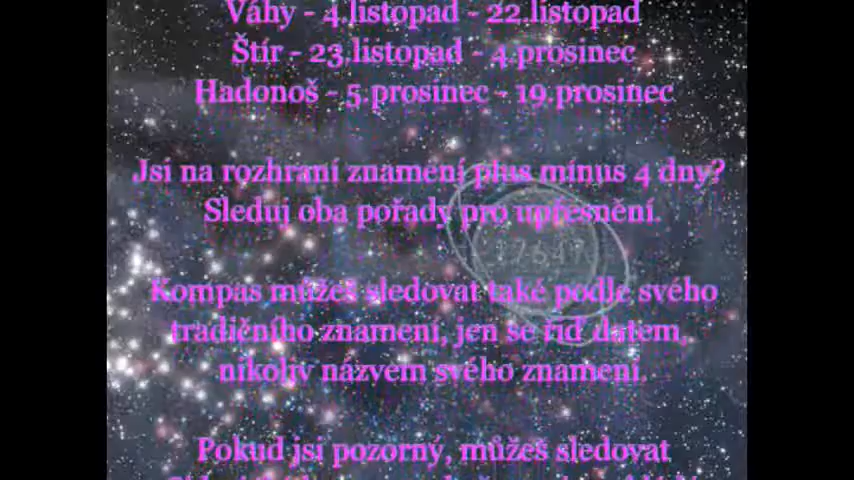 Váhy - 4.listopad - 22.listopad
Štír - 23.listopad - 4.prosinec
Hadonoš - 5.prosinec - 19.prosinec
Jsi na rozhraní znamení plus mínus 4 dny?
Sleduj oba pořady pro upřesnění.
17647
Kompas můžeš sledovat také podle svého
tradičního znamení, jen se řiď datem,
nikoliv názvem svého znamení.
Pokud jsi pozorný, můžeš sledovat